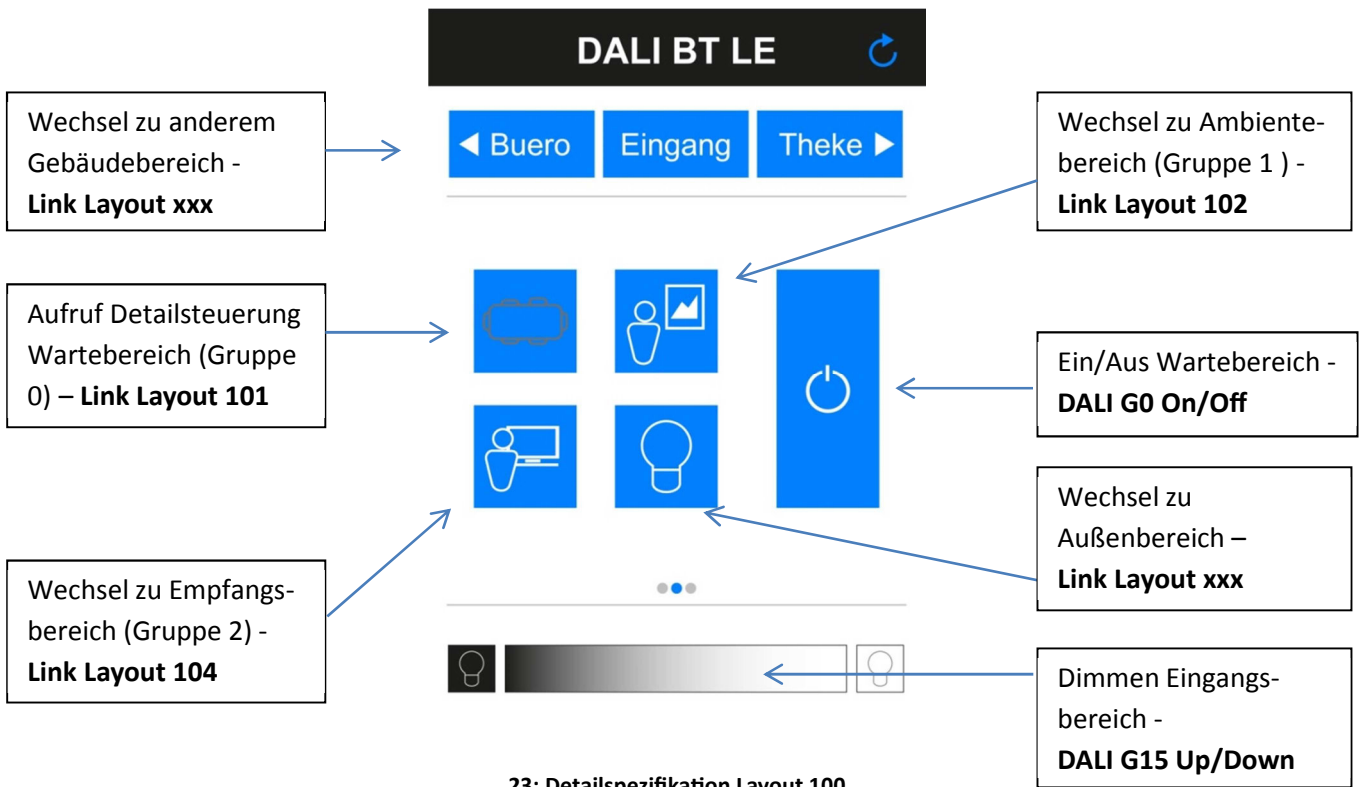 DALI BT LE
Wechsel zu anderem
Gebäudebereich -
Link Layout xxx
◀ Buero
Eingang
Theke ▶
Wechsel zu Ambiente-
bereich (Gruppe 1 ) -
Link Layout 102
Aufruf Detailsteuerung
Wartebereich (Gruppe
0) – Link Layout 101
Ein/Aus Wartebereich -
DALI G0 On/Off
Wechsel zu
Außenbereich –
Link Layout xxx
Wechsel zu Empfangs-
bereich (Gruppe 2) -
Link Layout 104
Dimmen Eingangs-
bereich -
DALI G15 Up/Down
23: Detailspezifikation Layout 100